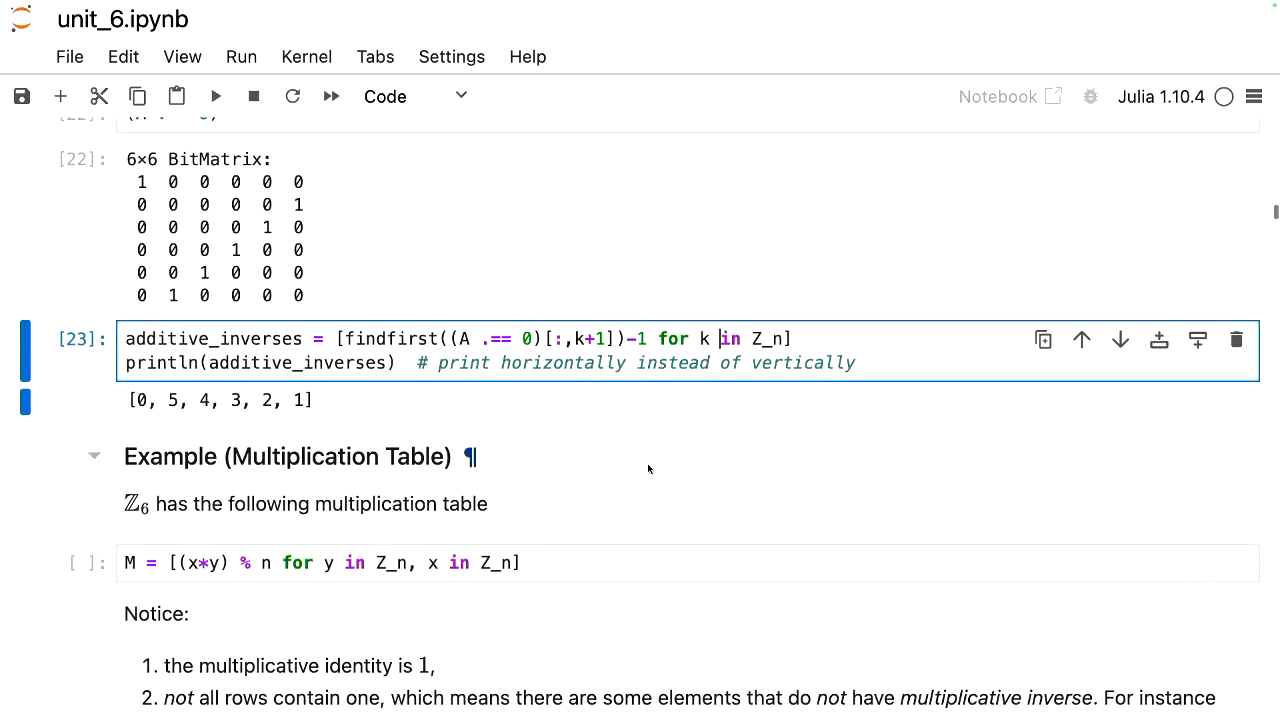 unit_6.ipynb
File Edit View Run Kernel Tabs Settings Help
Code Notebook Julia 1.10.4
[22]: 6×6 BitMatrix:
1 0 0 0 0 0
0 0 0 0 0 1
0 0 0 0 1 0
0 0 0 1 0 0
0 0 1 0 0 0
0 1 0 0 0 0
[23]: additive_inverses = [findfirst((A .== 0)[:,k+1])-1 for k in Z_n]
println(additive_inverses)  # print horizontally instead of vertically
[0, 5, 4, 3, 2, 1]
Example (Multiplication Table) ¶
ℤ₆ has the following multiplication table
[ ]: M = [(x*y) % n for y in Z_n, x in Z_n]
Notice:
1. the multiplicative identity is 1,
2. not all rows contain one, which means there are some elements that do not have multiplicative inverse. For instance